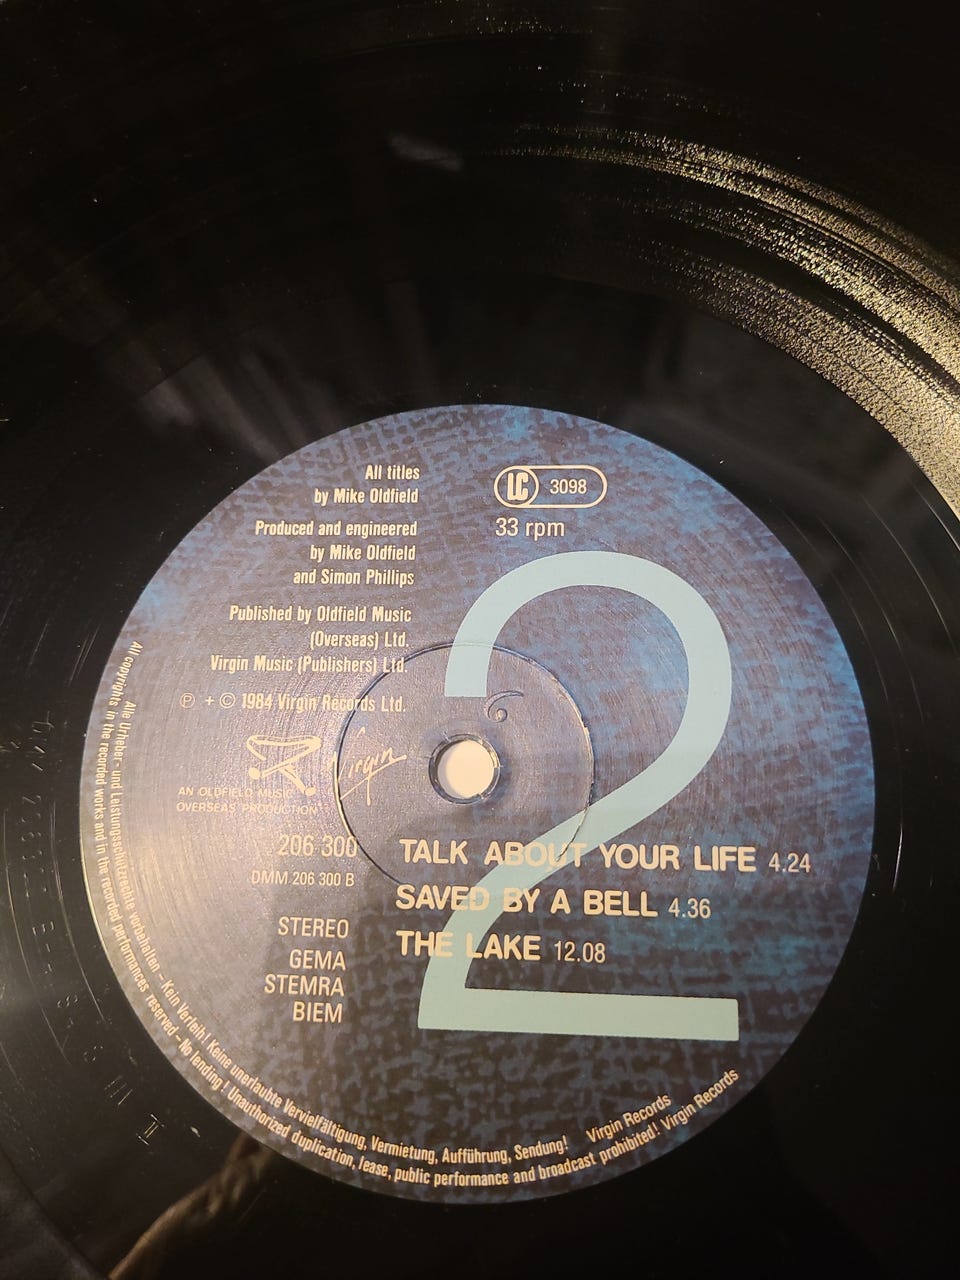 All titles
by Mike Oldfield
Produced and engineered
by Mike Oldfield
and Simon Phillips
Published by Oldfield Music
(Overseas) Ltd.
Virgin Music (Publishers) Ltd.
℗ + © 1984 Virgin Records Ltd.
Virgin
AN OLDFIELD MUSIC
OVERSEAS PRODUCTION
206 300
DMM 206 300 B
STEREO
GEMA
STEMRA
BIEM
LC 3098
33 rpm
2
TALK ABOUT YOUR LIFE 4.24
SAVED BY A BELL 4.36
THE LAKE 12.08
Alle Urheber- und Leistungsschutzrechte vorbehalten – Kein Verleih! Keine unerlaubte Vervielfältigung, Vermietung, Aufführung, Sendung! Virgin Records
All copyrights in the recorded works and in the recorded performances reserved – No lending! Unauthorized duplication, lease, public performance and broadcast prohibited! Virgin Records